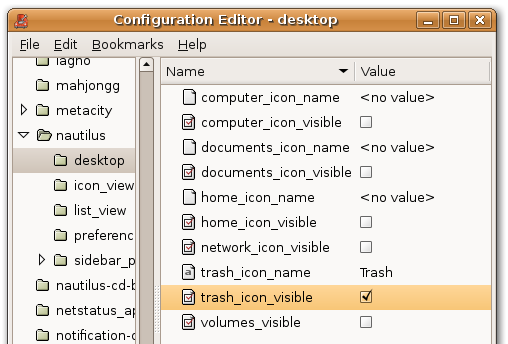 Configuration Editor - desktop
File Edit Bookmarks Help
lagno
mahjongg
metacity
nautilus
desktop
icon_view
list_view
preferenc
sidebar_p
nautilus-cd-b
netstatus_ap
notification-d
Name Value
computer_icon_name <no value>
computer_icon_visible
documents_icon_name <no value>
documents_icon_visible
home_icon_name <no value>
home_icon_visible
network_icon_visible
trash_icon_name Trash
trash_icon_visible
volumes_visible